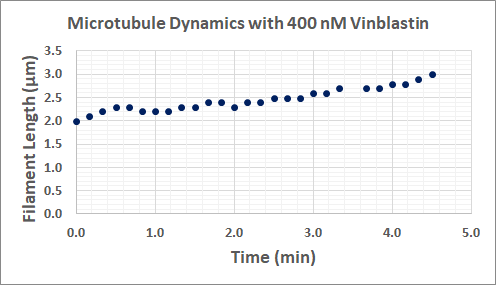 Microtubule Dynamics with 400 nM Vinblastin
Filament Length (µm)
3.5
3.0
2.5
2.0
1.5
1.0
0.5
0.0
0.0 1.0 2.0 3.0 4.0 5.0
Time (min)